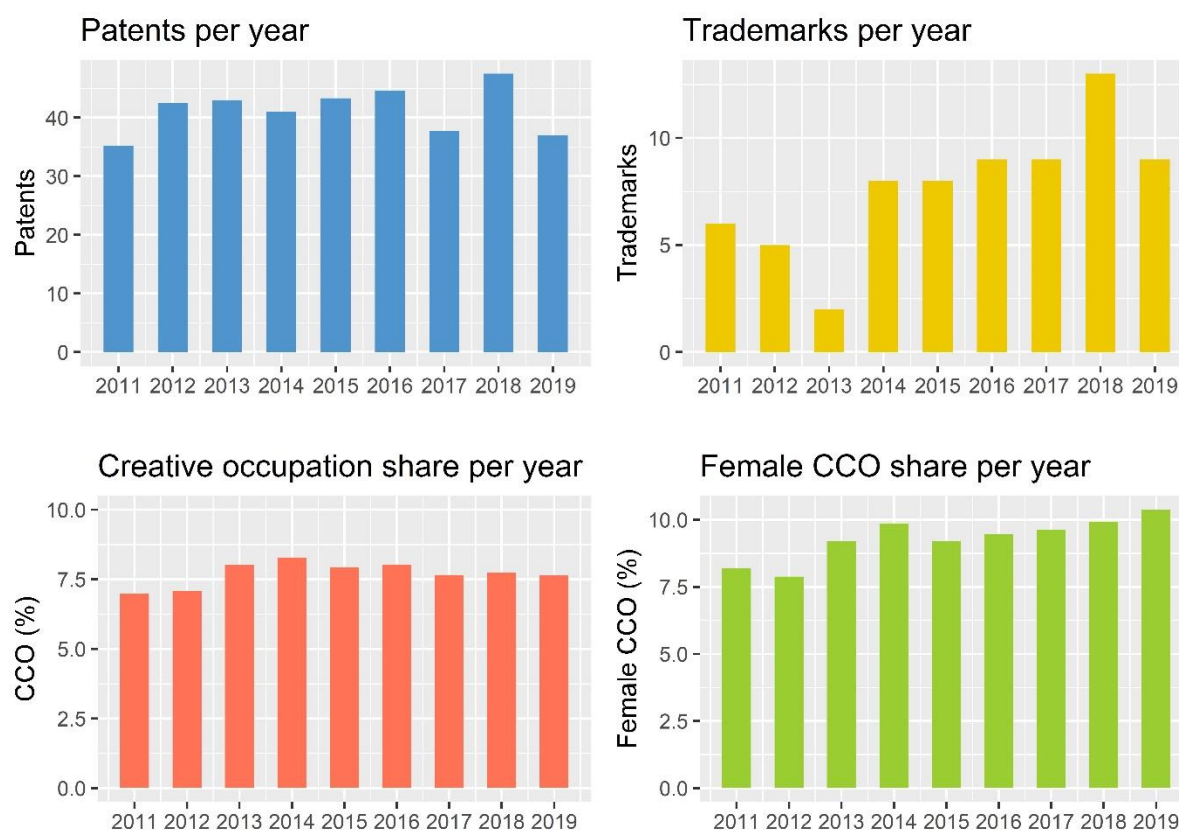 Patents per year
Patents
40
30
20
10
0
2011 2012 2013 2014 2015 2016 2017 2018 2019
Trademarks per year
Trademarks
10
5
0
2011 2012 2013 2014 2015 2016 2017 2018 2019
Creative occupation share per year
CCO (%)
10.0
7.5
5.0
2.5
0.0
2011 2012 2013 2014 2015 2016 2017 2018 2019
Female CCO share per year
Female CCO (%)
10.0
7.5
5.0
2.5
0.0
2011 2012 2013 2014 2015 2016 2017 2018 2019